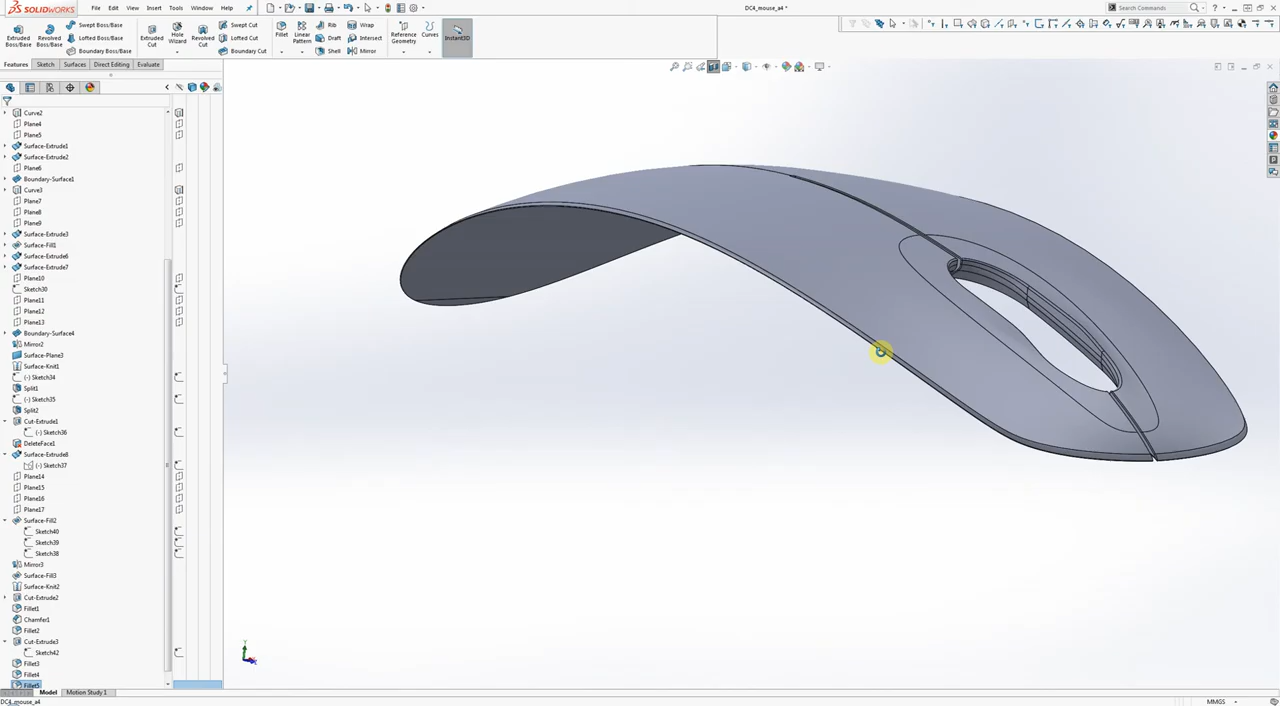 SOLIDWORKS
File Edit View Insert Tools Window Help
DC4_mouse_a4 *
Search Commands
Extruded Boss/Base
Revolved Boss/Base
Swept Boss/Base
Lofted Boss/Base
Boundary Boss/Base
Extruded Cut
Hole Wizard
Revolved Cut
Swept Cut
Lofted Cut
Boundary Cut
Fillet
Linear Pattern
Rib
Draft
Shell
Wrap
Intersect
Mirror
Reference Geometry
Curves
Instant3D
Features Sketch Surfaces Direct Editing Evaluate
Curve2
Plane4
Plane5
Surface-Extrude1
Surface-Extrude2
Plane6
Boundary-Surface1
Curve3
Plane7
Plane8
Plane9
Surface-Extrude3
Surface-Fill1
Surface-Extrude6
Surface-Extrude7
Plane10
Sketch30
Plane11
Plane12
Plane13
Boundary-Surface4
Mirror2
Surface-Plane3
Surface-Knit1
(-) Sketch34
Split1
(-) Sketch35
Split2
Cut-Extrude1
(-) Sketch36
DeleteFace1
Surface-Extrude8
(-) Sketch37
Plane14
Plane15
Plane16
Plane17
Surface-Fill2
Sketch40
Sketch39
Sketch38
Mirror3
Surface-Fill3
Surface-Knit2
Cut-Extrude2
Fillet1
Chamfer1
Fillet2
Cut-Extrude3
Sketch42
Fillet3
Fillet4
Fillet5
Model Motion Study 1
DC4_mouse_a4
MMGS